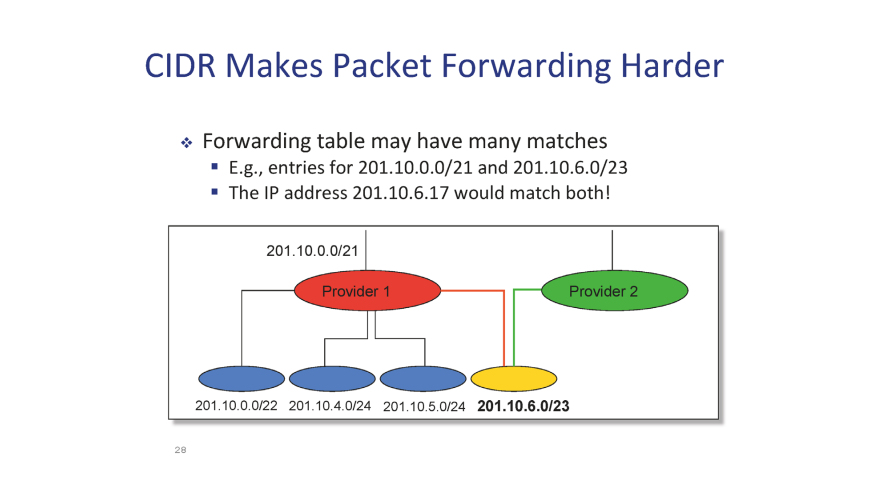 CIDR Makes Packet Forwarding Harder
❖ Forwarding table may have many matches
▪ E.g., entries for 201.10.0.0/21 and 201.10.6.0/23
▪ The IP address 201.10.6.17 would match both!
201.10.0.0/21
Provider 1
Provider 2
201.10.0.0/22
201.10.4.0/24
201.10.5.0/24
201.10.6.0/23
28